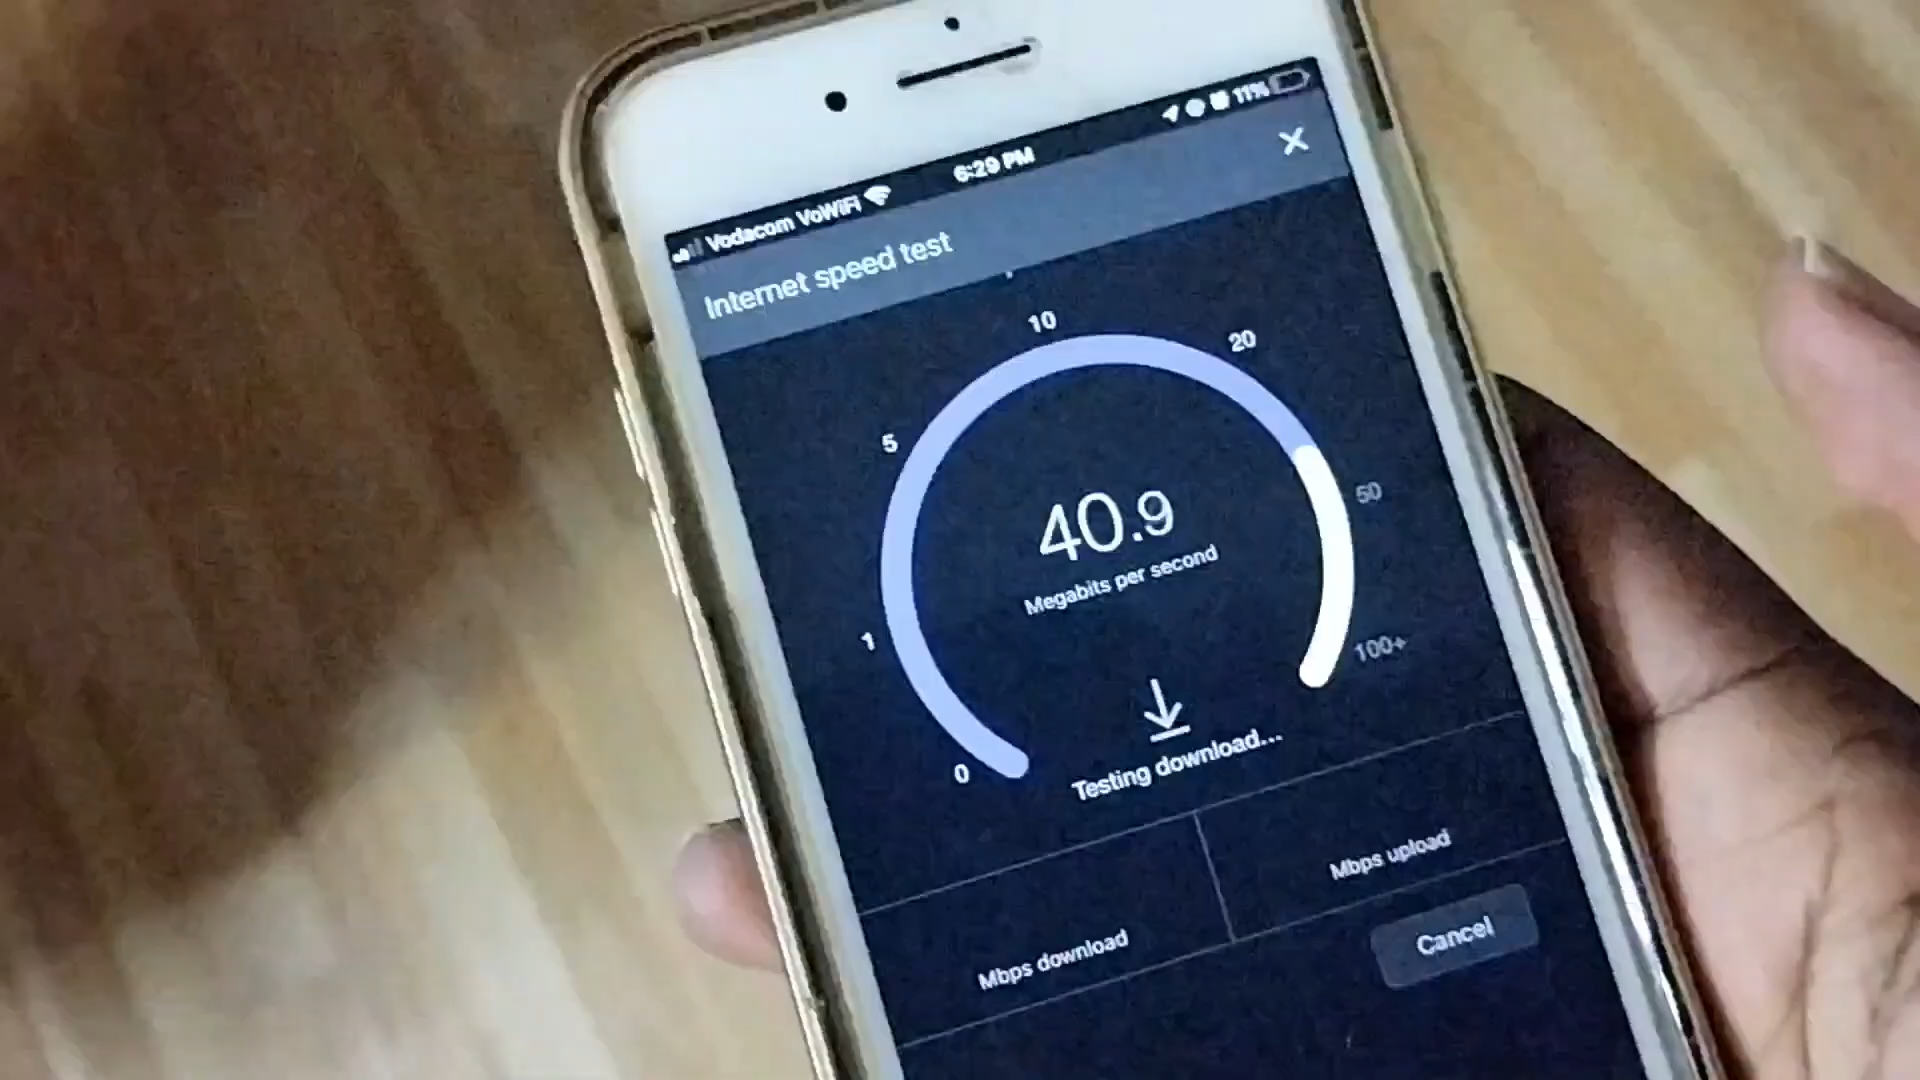 Vodacom VoWiFi 6:29 PM 11%
Internet speed test
10
20
5
50
40.9
Megabits per second
1
100+
0
Testing download...
Mbps upload
Mbps download
Cancel